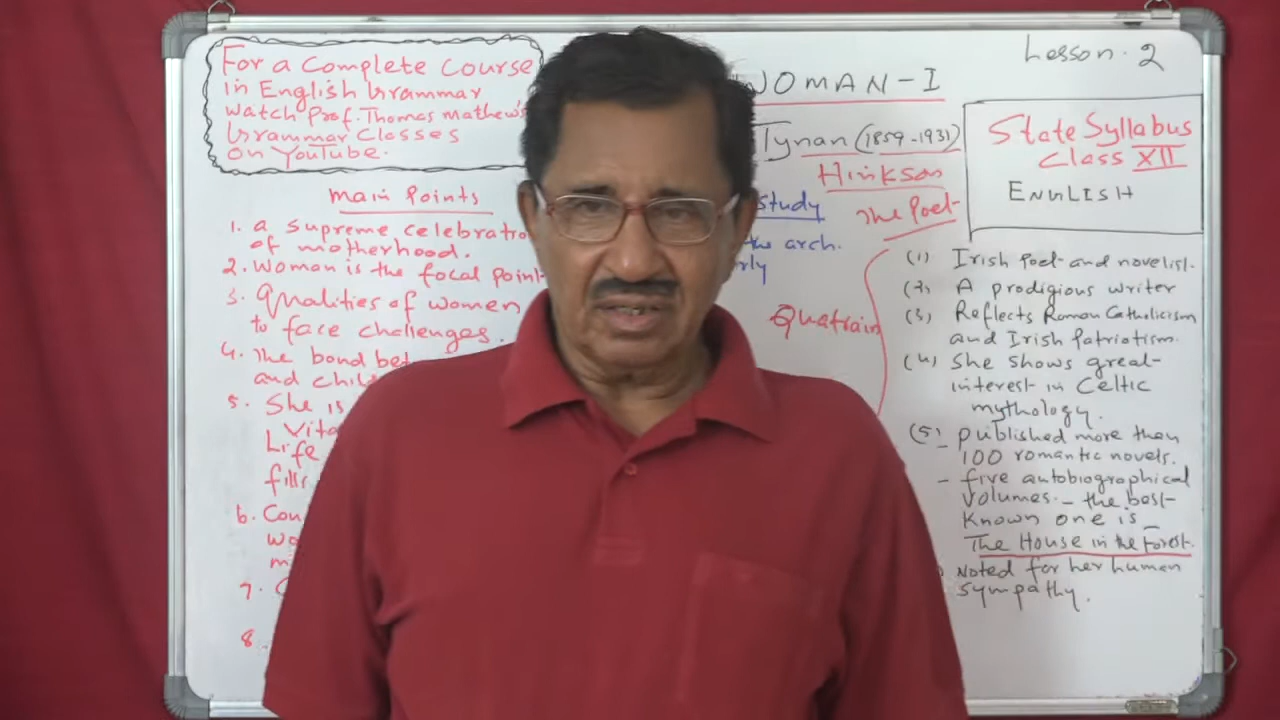 For a Complete Course
in English Grammar
watch Prof. Thomas Mathew's
Grammar Classes
On YouTube.
Main Points
1. a supreme celebratio
of motherhood.
2. Woman is the focal point
3. Qualities of women
to face challenges.
4. The bond bet
and chil
5. She is
Vit
Life
fills
6. Con
wo
m
7.
8.
WOMAN-I
Tynan (1859-1931)
Hinkson
Study
The Poet
the arch.
rly
Quatrain
Lesson-2
State Syllabus
Class XII
ENGLISH
(1) Irish Poet and novelist.
(2) A prodigious writer
(3) Reflects Roman Catholicism
and Irish Patriotism.
(4) She shows great
interest in Celtic
mythology.
(5) published more than
100 romantic novels.
- five autobiographical
volumes - the best
known one is -
The House in the Forest.
Noted for her human
sympathy.